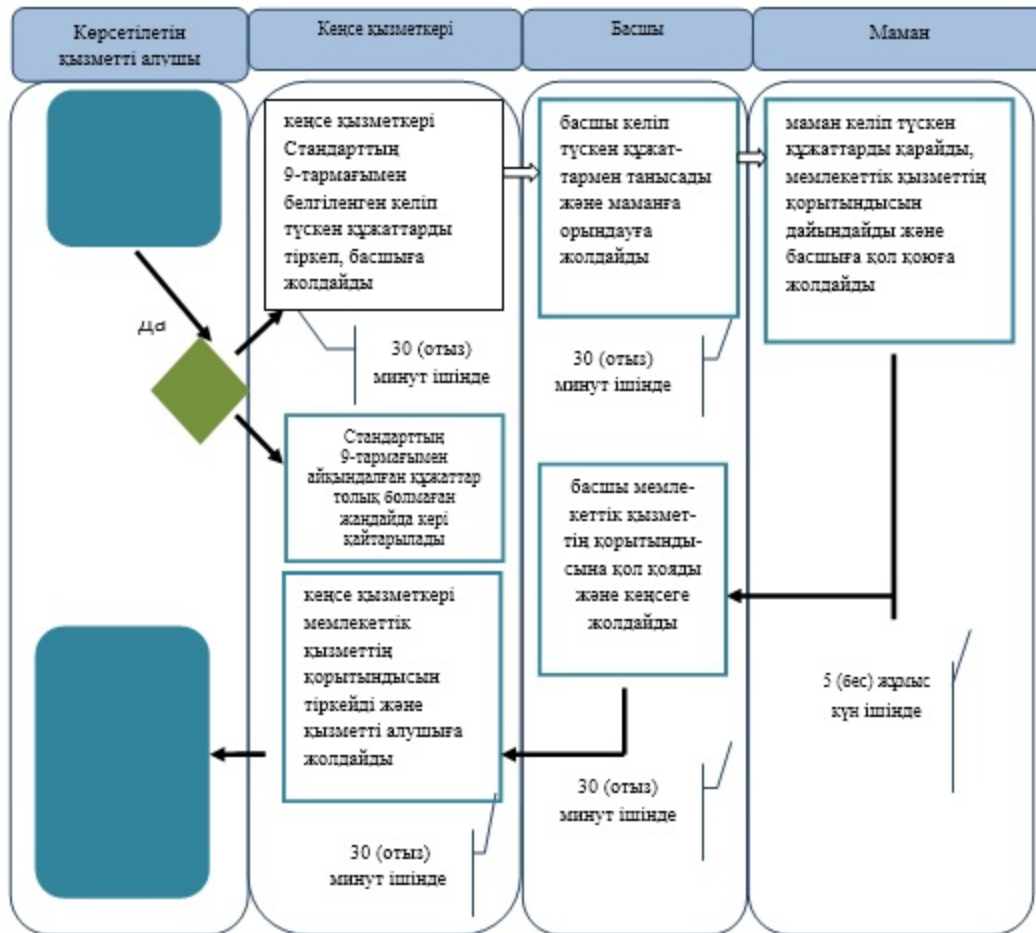 Көрсетілетін
қызметті алушы
Кеңсе қызметкері
Басшы
Маман
кеңсе қызметкері
Стандарттың
9-тармағымен
белгіленген келіп
түскен құжаттарды
тіркеп, басшыға
жолдайды
басшы келіп
түскен құжат-
тармен танысады
және маманға
орындауға
жолдайды
маман келіп түскен
құжаттарды қарайды,
мемлекеттік қызметтің
қорытындысын
дайындайды және
басшыға қол қоюға
жолдайды
30 (отыз)
минут ішінде
30 (отыз)
минут ішінде
Стандарттың
9-тармағымен
айқындалған құжаттар
толық болмаған
жағдайда кері
қайтарылады
басшы мемле-
кеттік қызмет-
тің қорытынды-
сына қол қояды
және кеңсеге
жолдайды
кеңсе қызметкері
мемлекеттік
қызметтің
қорытындысын
тіркейді және
қызметті алушыға
жолдайды
5 (бес) жұмыс
күн ішінде
30 (отыз)
минут ішінде
30 (отыз)
минут ішінде